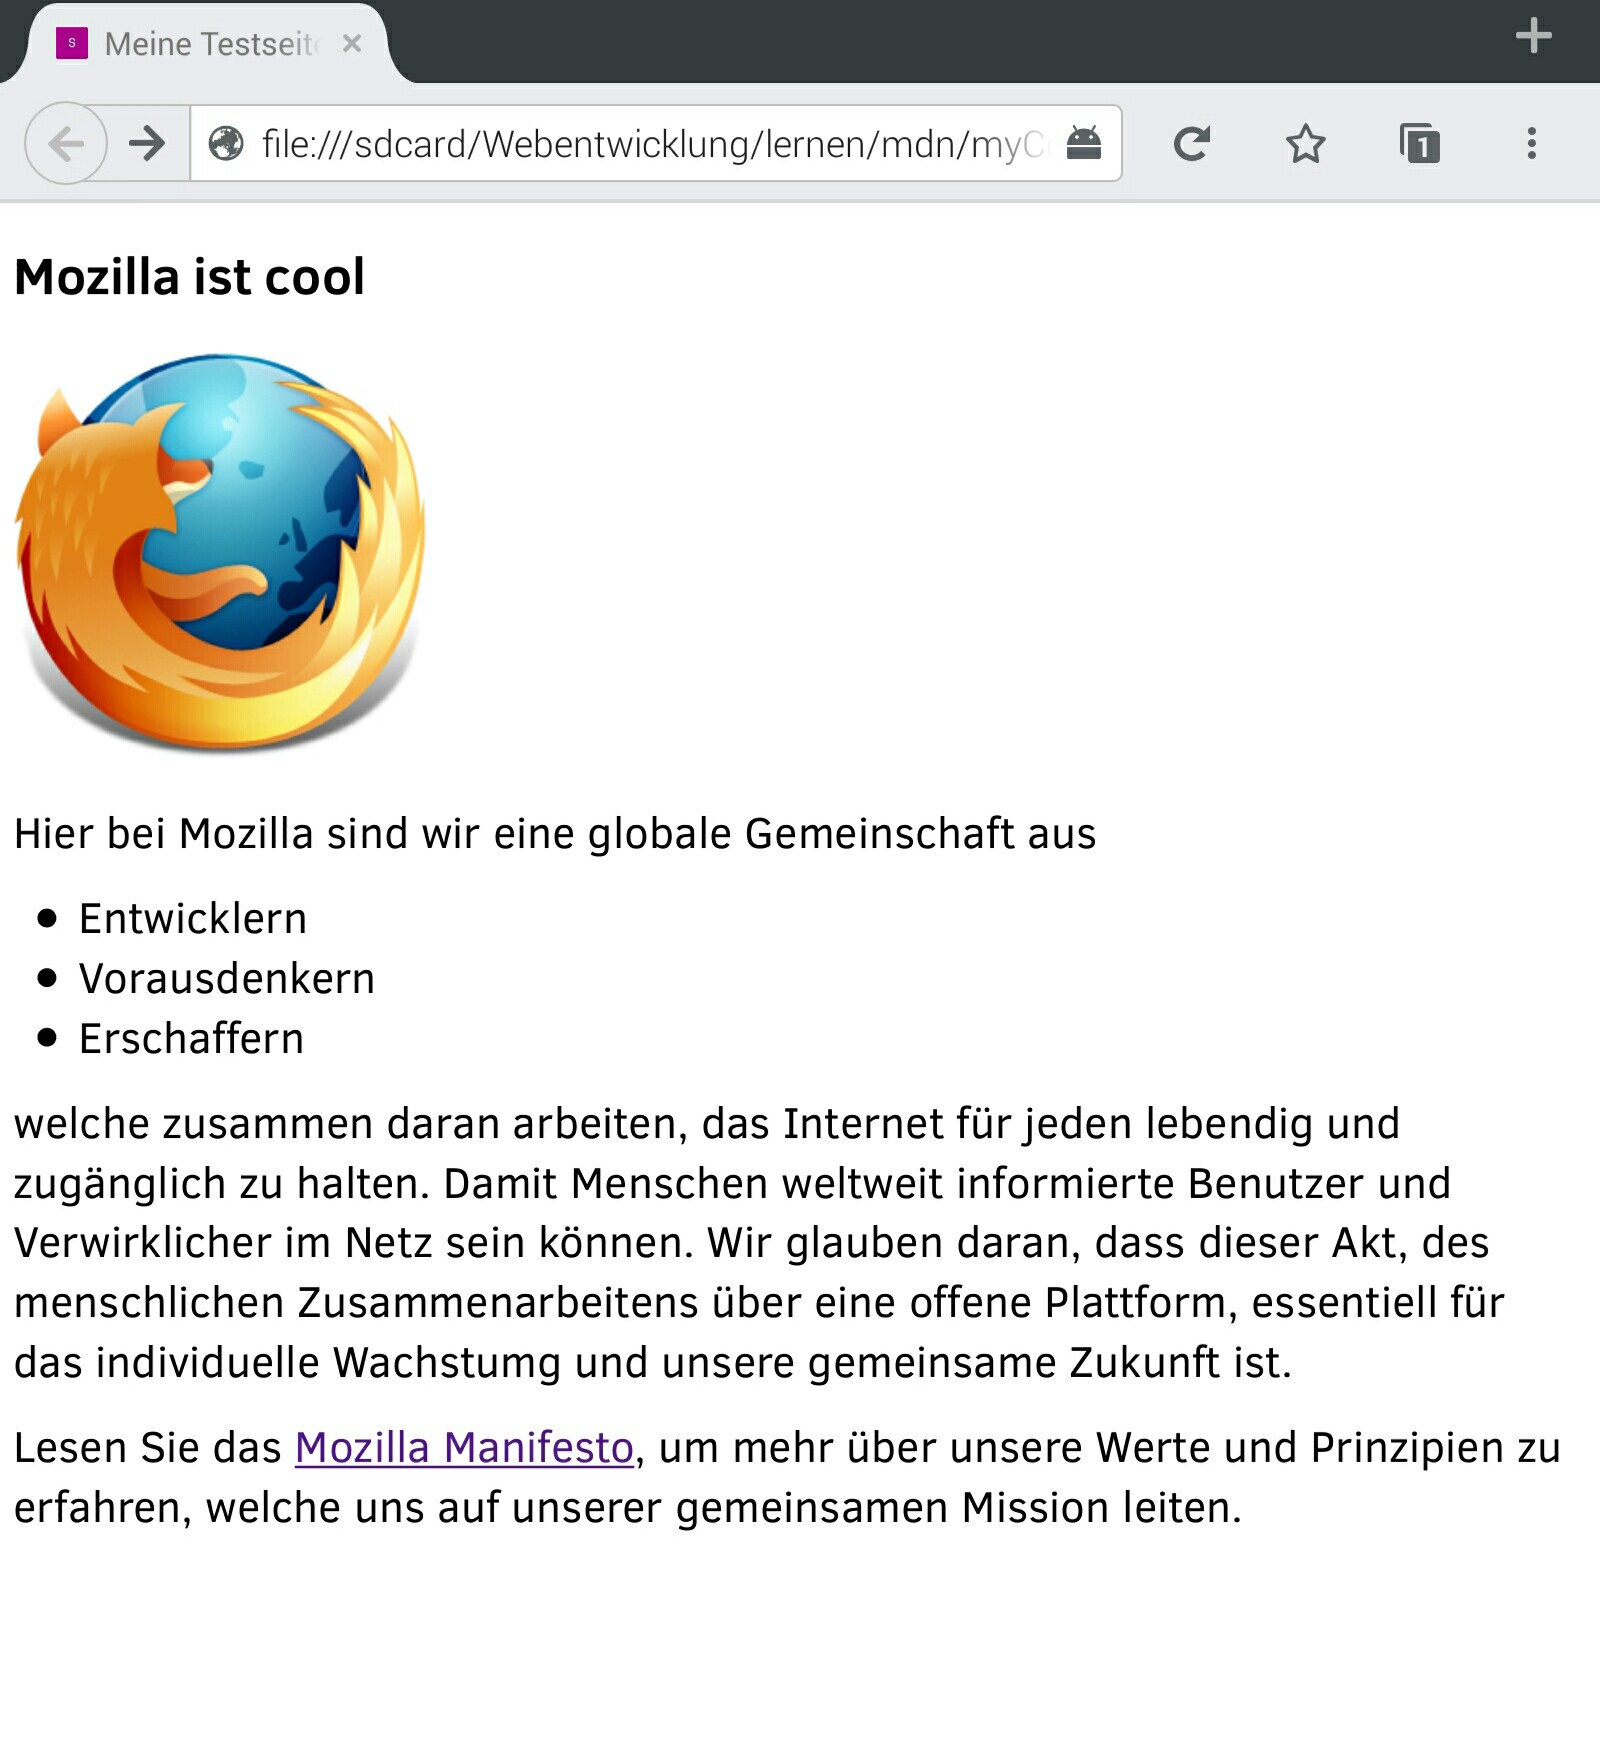 S Meine Testseit
file:///sdcard/Webentwicklung/lernen/mdn/myC
1
Mozilla ist cool
Hier bei Mozilla sind wir eine globale Gemeinschaft aus
• Entwicklern
• Vorausdenkern
• Erschaffern
welche zusammen daran arbeiten, das Internet für jeden lebendig und
zugänglich zu halten. Damit Menschen weltweit informierte Benutzer und
Verwirklicher im Netz sein können. Wir glauben daran, dass dieser Akt, des
menschlichen Zusammenarbeitens über eine offene Plattform, essentiell für
das individuelle Wachstumg und unsere gemeinsame Zukunft ist.
Lesen Sie das Mozilla Manifesto, um mehr über unsere Werte und Prinzipien zu
erfahren, welche uns auf unserer gemeinsamen Mission leiten.